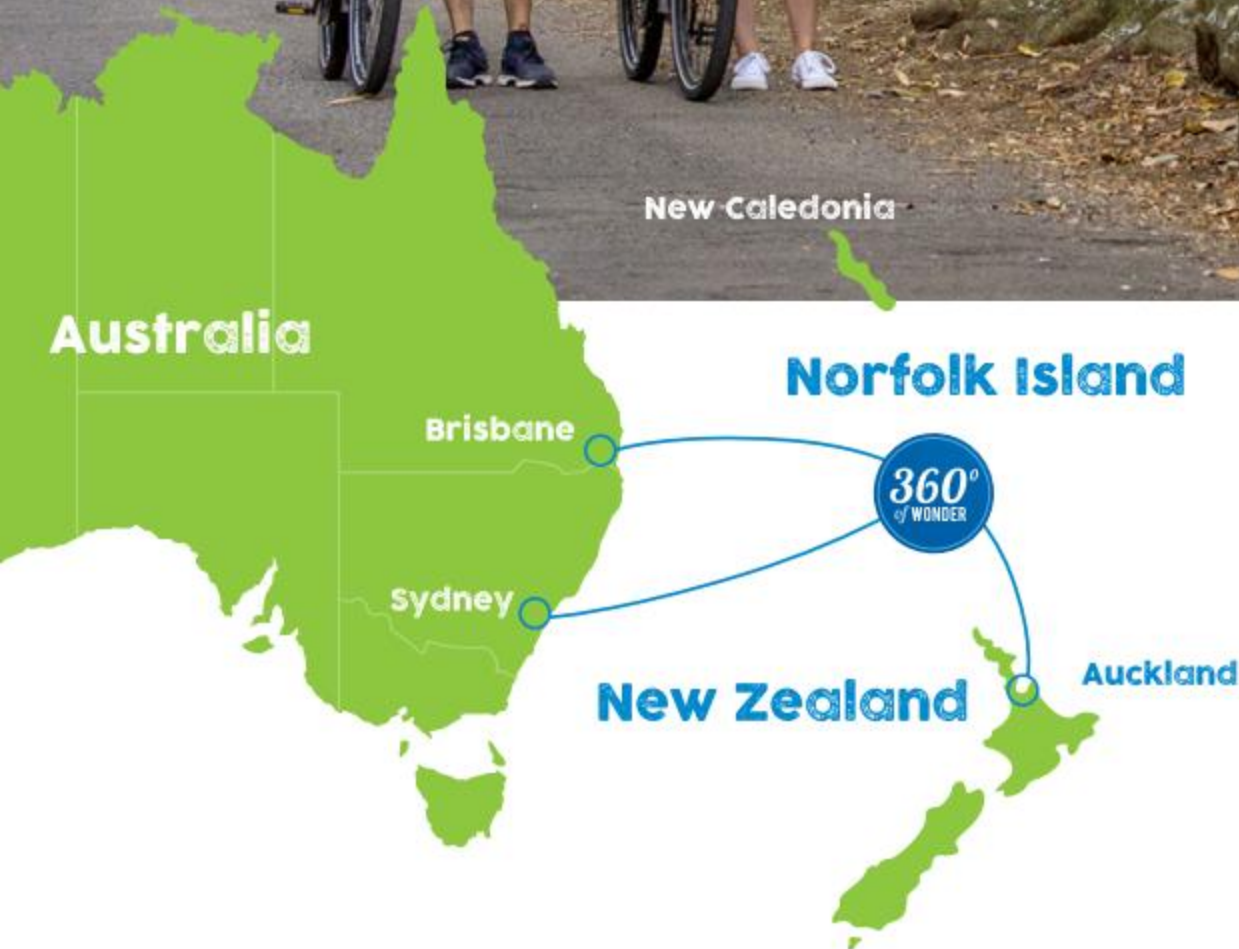 New Caledonia
Australia
Norfolk Island
Brisbane
360°
of WONDER
Sydney
Auckland
New Zealand